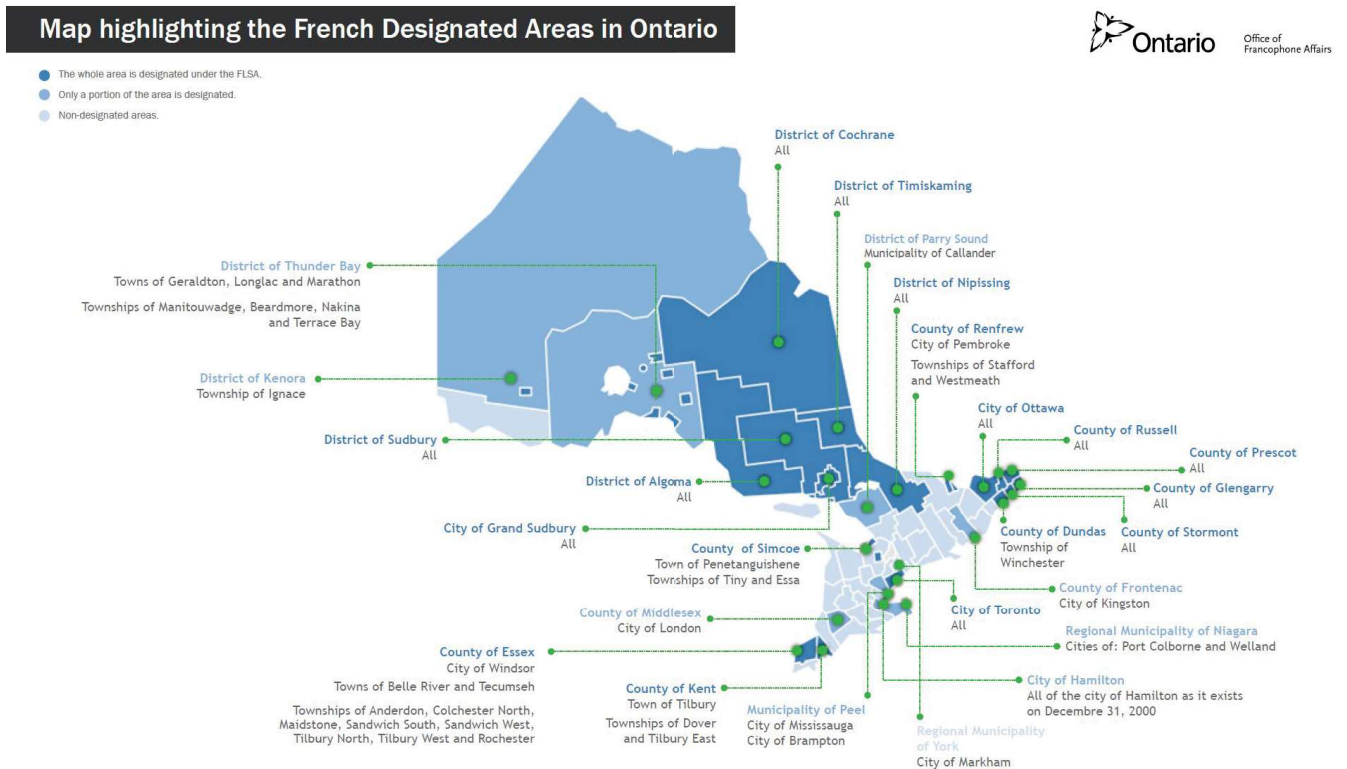 Map highlighting the French Designated Areas in Ontario
Ontario
Office of
Francophone Affairs
The whole area is designated under the FLSA.
Only a portion of the area is designated.
Non-designated areas.
District of Cochrane
All
District of Timiskaming
All
District of Parry Sound
Municipality of Callander
District of Nipissing
All
County of Renfrew
City of Pembroke
Townships of Stafford
and Westmeath
City of Ottawa
All
County of Russell
All
County of Prescot
All
County of Glengarry
All
County of Stormont
All
County of Dundas
Township of
Winchester
County of Frontenac
City of Kingston
City of Toronto
All
Regional Municipality of Niagara
Cities of: Port Colborne and Welland
City of Hamilton
All of the city of Hamilton as it exists
on Decembre 31, 2000
Regional Municipality
of York
City of Markham
Municipality of Peel
City of Mississauga
City of Brampton
County of Kent
Town of Tilbury
Townships of Dover
and Tilbury East
County of Essex
City of Windsor
Towns of Belle River and Tecumseh
Townships of Anderdon, Colchester North,
Maidstone, Sandwich South, Sandwich West,
Tilbury North, Tilbury West and Rochester
County of Middlesex
City of London
County of Simcoe
Town of Penetanguishene
Townships of Tiny and Essa
City of Grand Sudbury
All
District of Algoma
All
District of Sudbury
All
District of Kenora
Township of Ignace
District of Thunder Bay
Towns of Geraldton, Longlac and Marathon
Townships of Manitouwadge, Beardmore, Nakina
and Terrace Bay